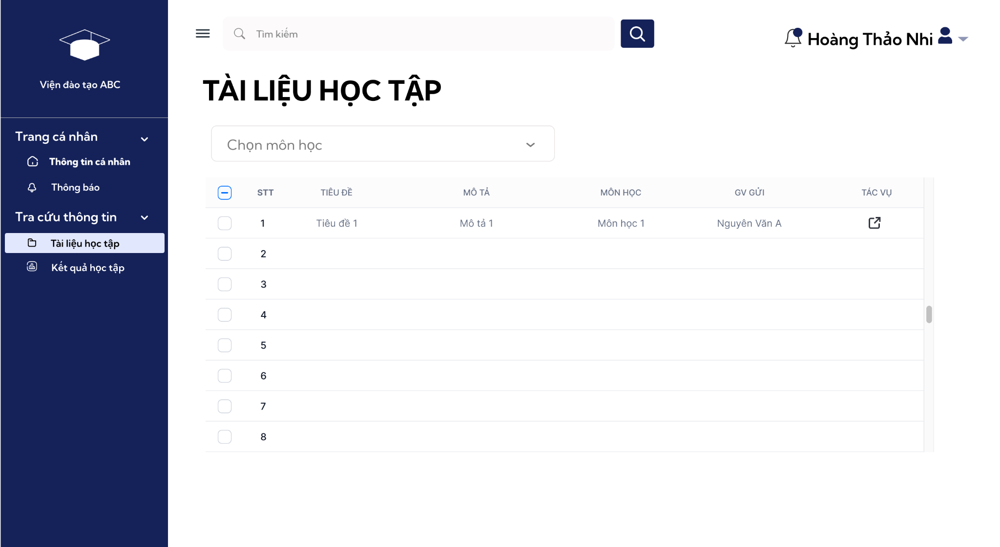 Viện đào tạo ABC
Trang cá nhân
Thông tin cá nhân
Thông báo
Tra cứu thông tin
Tài liệu học tập
Kết quả học tập
Tìm kiếm
Hoàng Thảo Nhi
TÀI LIỆU HỌC TẬP
Chọn môn học
STT TIÊU ĐỀ MÔ TẢ MÔN HỌC GV GỬI TÁC VỤ
1 Tiêu đề 1 Mô tả 1 Môn học 1 Nguyên Văn A
2
3
4
5
6
7
8